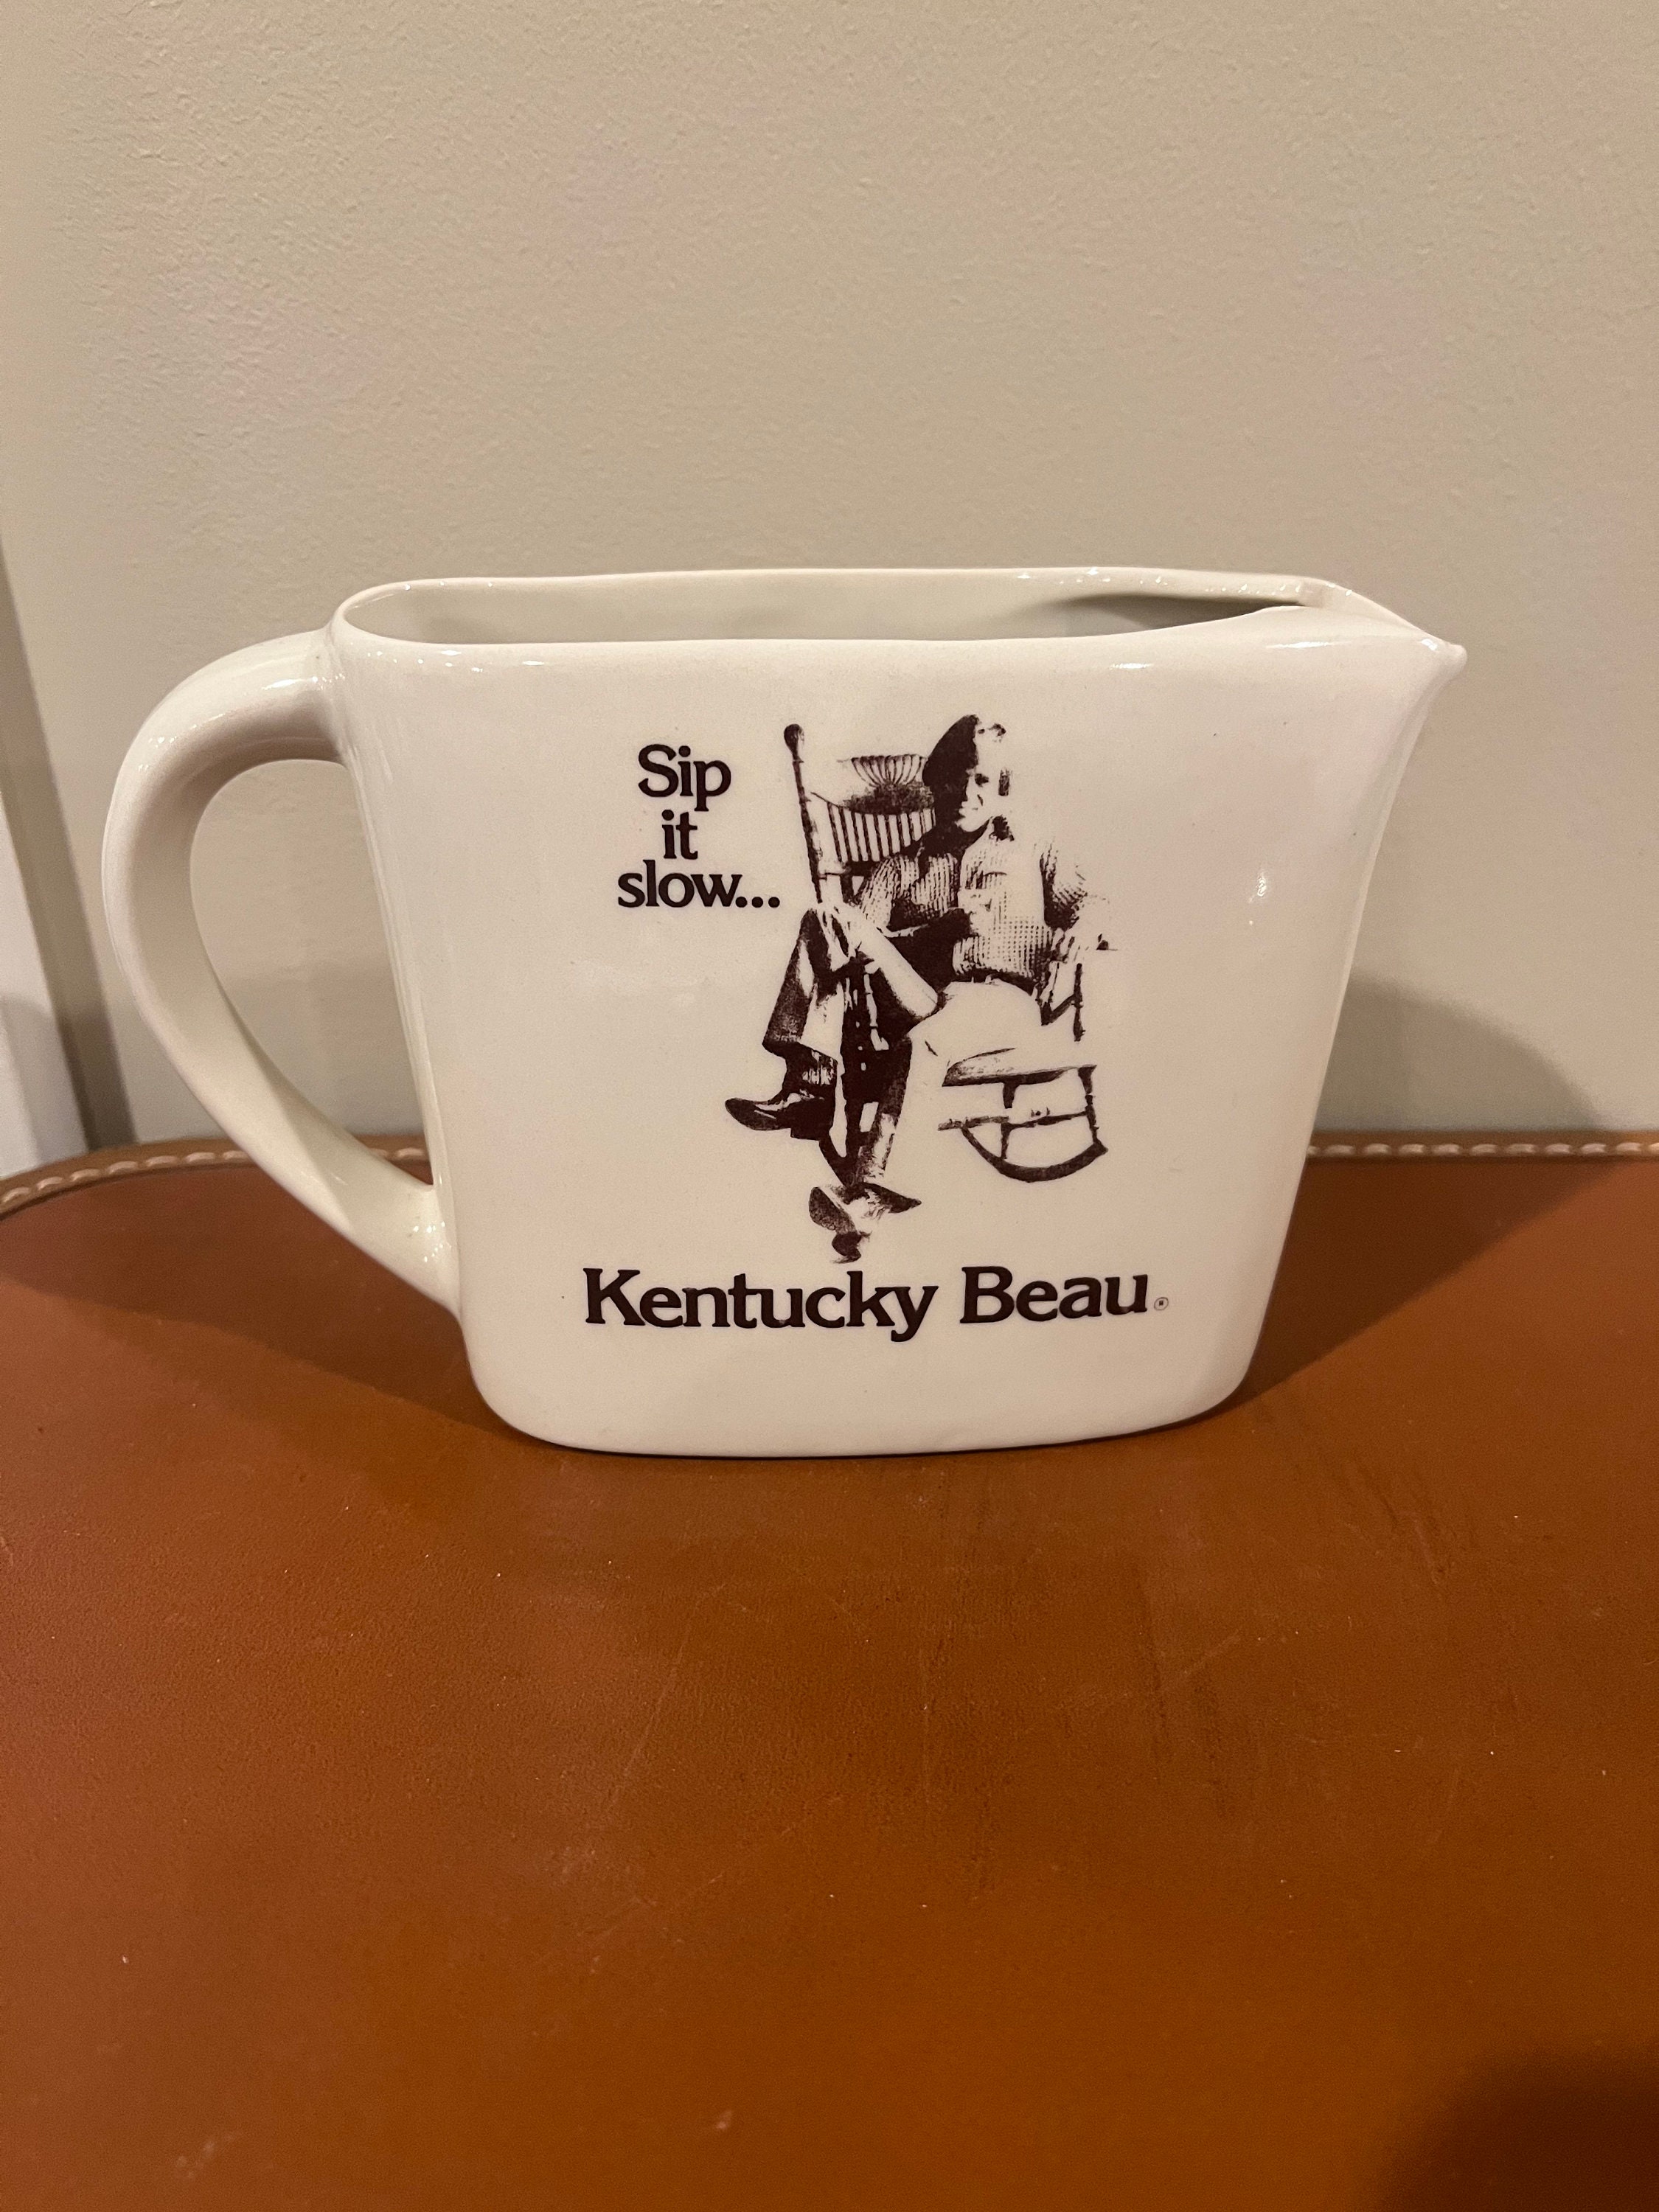 Sip
it
slow...
Kentucky Beau®